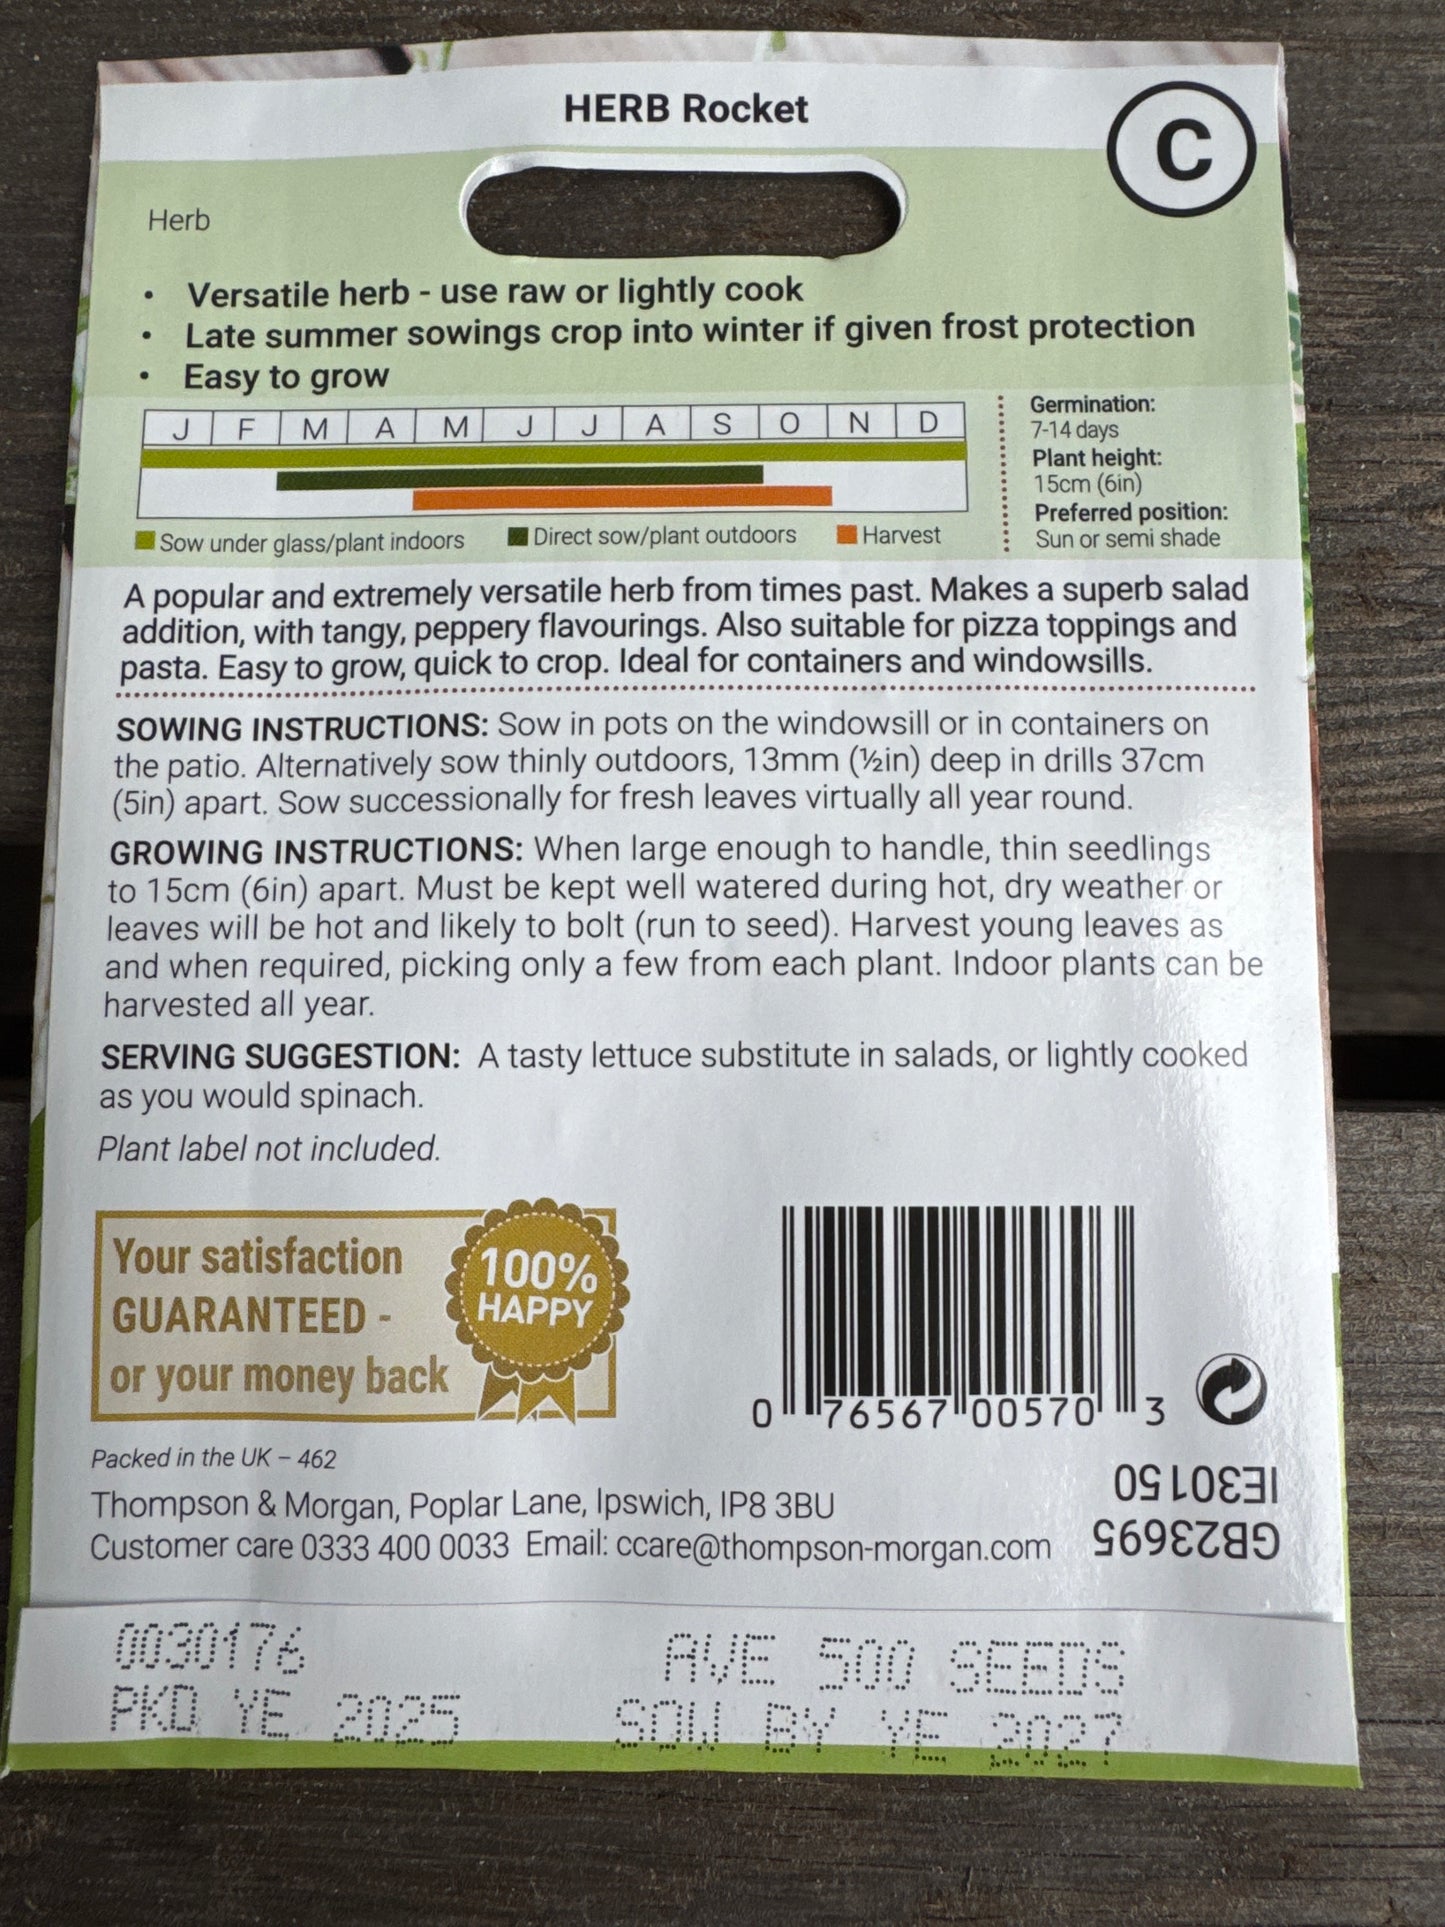 HERB Rocket
C
Herb
• Versatile herb - use raw or lightly cook
• Late summer sowings crop into winter if given frost protection
• Easy to grow
J F M A M J J A S O N D
Sow under glass/plant indoors Direct sow/plant outdoors Harvest
Germination:
7-14 days
Plant height:
15cm (6in)
Preferred position:
Sun or semi shade
A popular and extremely versatile herb from times past. Makes a superb salad
addition, with tangy, peppery flavourings. Also suitable for pizza toppings and
pasta. Easy to grow, quick to crop. Ideal for containers and windowsills.
SOWING INSTRUCTIONS: Sow in pots on the windowsill or in containers on
the patio. Alternatively sow thinly outdoors, 13mm (½in) deep in drills 37cm
(5in) apart. Sow successionally for fresh leaves virtually all year round.
GROWING INSTRUCTIONS: When large enough to handle, thin seedlings
to 15cm (6in) apart. Must be kept well watered during hot, dry weather or
leaves will be hot and likely to bolt (run to seed). Harvest young leaves as
and when required, picking only a few from each plant. Indoor plants can be
harvested all year.
SERVING SUGGESTION: A tasty lettuce substitute in salads, or lightly cooked
as you would spinach.
Plant label not included.
Your satisfaction
GUARANTEED -
or your money back
100%
HAPPY
0 76567 00570 3
Packed in the UK – 462
Thompson & Morgan, Poplar Lane, Ipswich, IP8 3BU
Customer care 0333 400 0033 Email: ccare@thompson-morgan.com
GB23695
IE30150
0030176
PKD YE 2025
AVE 500 SEEDS
SOW BY YE 2027